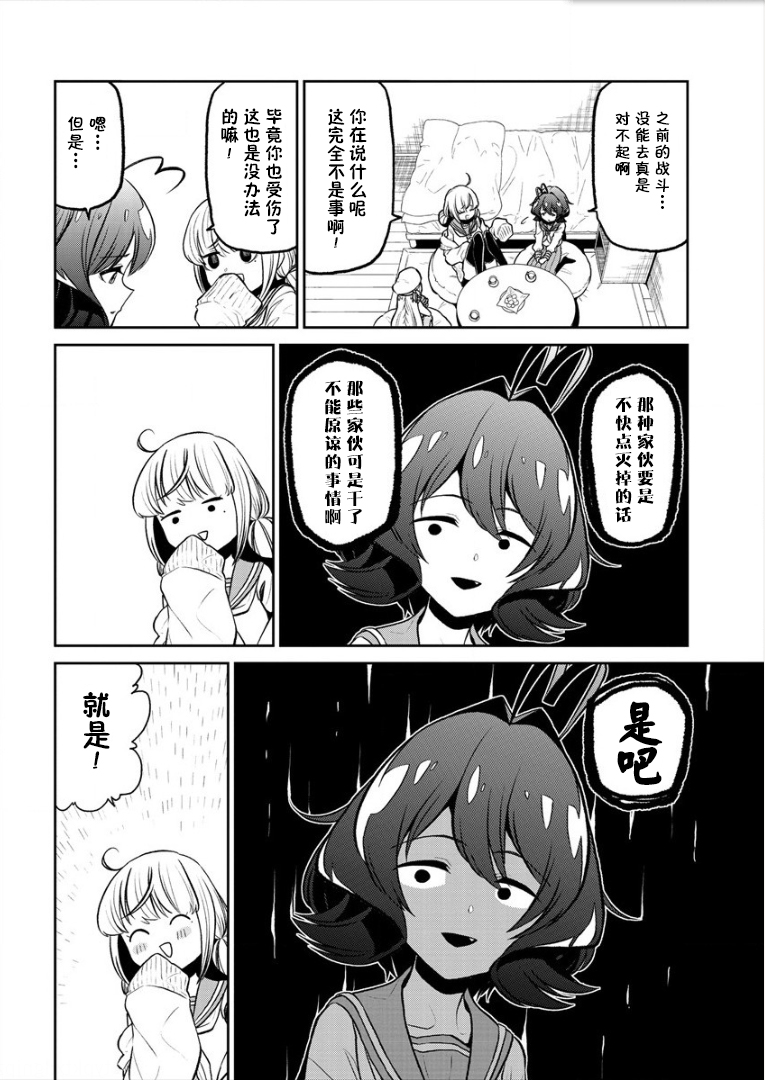 之前的战斗…
没能去真是
对不起啊
你在说什么呢
这完全不是事啊！
毕竟你也受伤了
这也是没办法
的嘛！
嗯…
但是…
那种家伙要是
不快点灭掉的话
那些家伙可是干了
不能原谅的事情啊
是吧
就是！